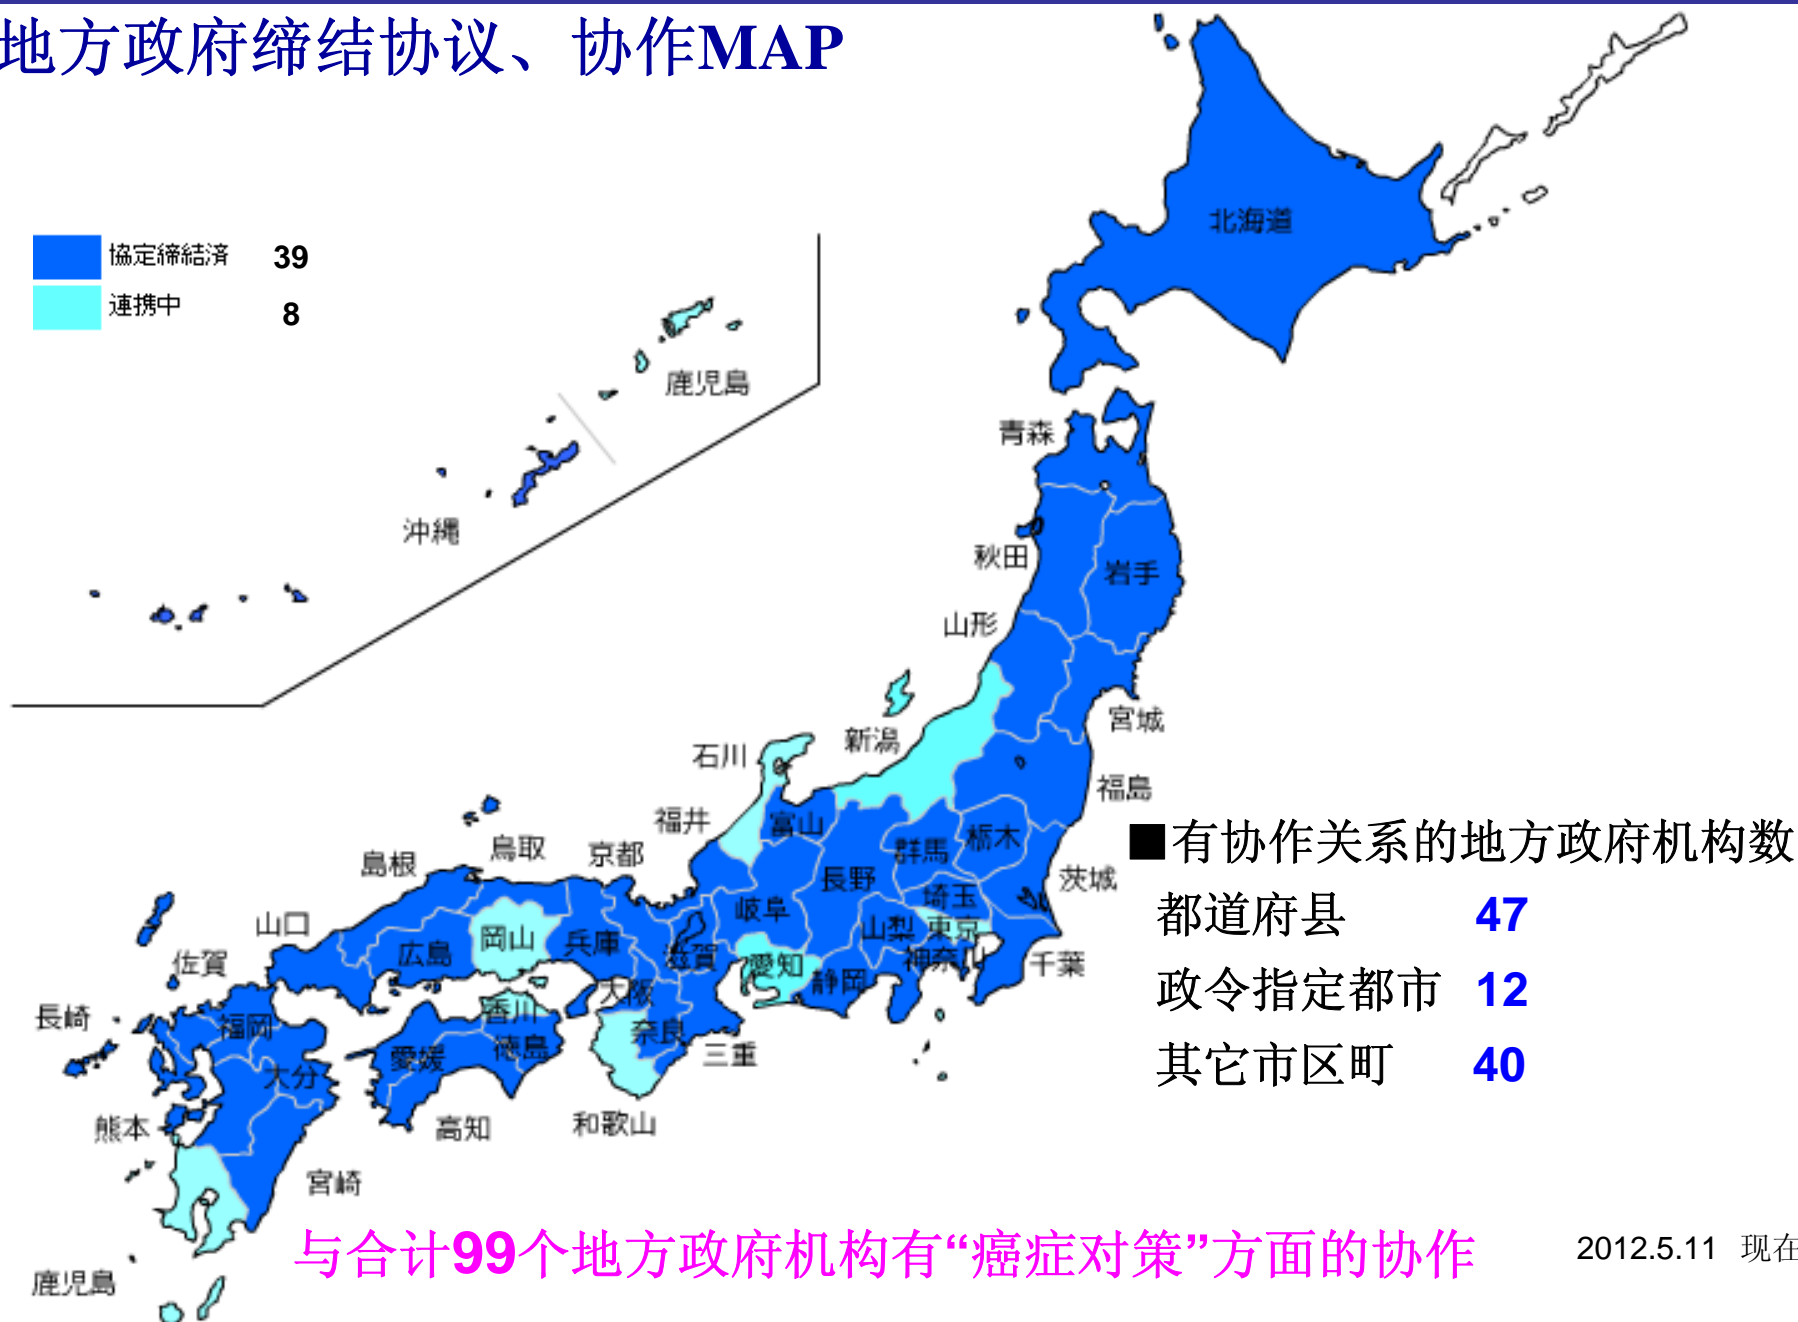 地方政府缔结协议、协作MAP
協定締結済 39
連携中 8
北海道
鹿児島
沖縄
青森
秋田
岩手
山形
宮城
新潟
石川
福島
福井
富山
群馬
栃木
茨城
長野
埼玉
島根
鳥取
京都
岐阜
山梨
東京
神奈川
千葉
山口
広島
岡山
兵庫
滋賀
愛知
静岡
佐賀
大阪
長崎
福岡
香川
奈良
三重
愛媛
徳島
大分
熊本
高知
和歌山
宮崎
鹿児島
■有协作关系的地方政府机构数
都道府县 47
政令指定都市 12
其它市区町 40
与合计99个地方政府机构有“癌症对策”方面的协作
2012.5.11 现在